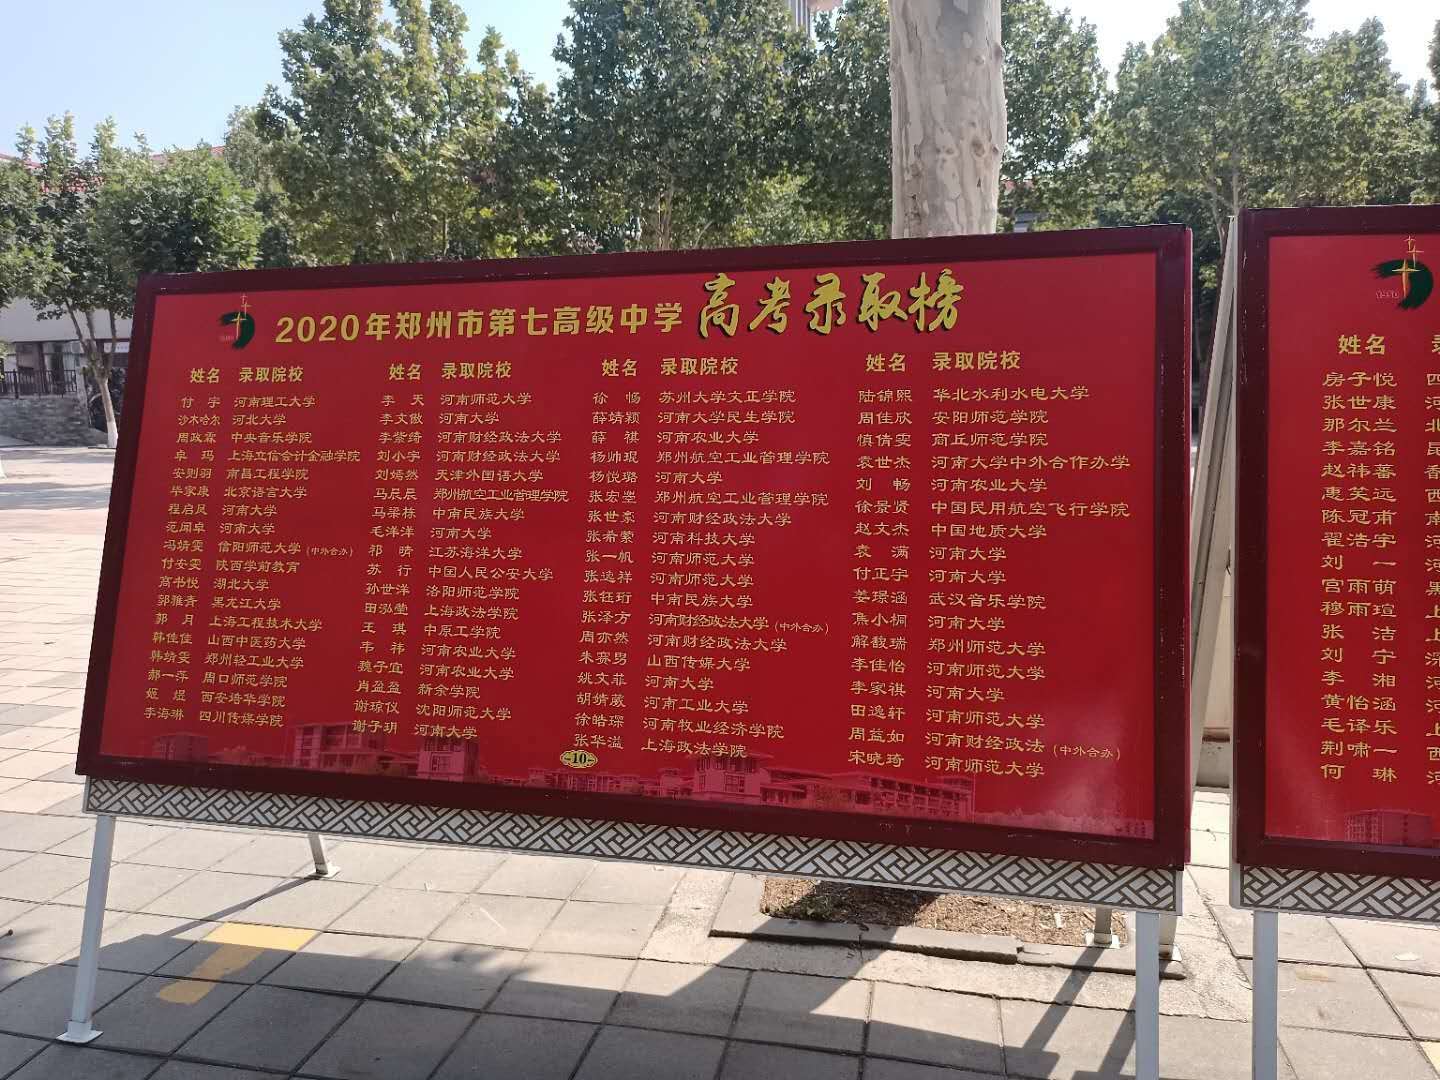 2020年郑州市第七高级中学 高考录取榜
姓名 录取院校
付宇 河南理工大学
沙木哈尔 河北大学
周政霖 中央音乐学院
卓玛 上海立信会计金融学院
安则羽 南昌工程学院
毕家康 北京语言大学
程启凤 河南大学
范闻卓 河南大学
冯婧雯 信阳师范大学（中外合办）
付安雯 陕西学前教育
高书悦 湖北大学
郭雅青 黑龙江大学
郭月 上海工程技术大学
韩佳佳 山西中医药大学
韩婧雯 郑州轻工业大学
郝一萍 周口师范学院
姬煜 西安培华学院
李海琳 四川传媒学院
姓名 录取院校
李天 河南师范大学
李文傲 河南大学
李紫绮 河南财经政法大学
刘小宇 河南财经政法大学
刘嫣然 天津外国语大学
马辰辰 郑州航空工业管理学院
马梁栋 中南民族大学
毛洋洋 河南大学
祁晴 江苏海洋大学
苏行 中国人民公安大学
孙世洋 洛阳师范学院
田泓莹 上海政法学院
王琪 中原工学院
韦祎 河南农业大学
魏子宜 河南农业大学
肖盈盈 新余学院
谢琼仪 沈阳师范大学
谢子玥 河南大学
姓名 录取院校
徐畅 苏州大学文正学院
薛婧颖 河南大学民生学院
薛祺 河南农业大学
杨帅琨 郑州航空工业管理学院
杨悦璐 河南大学
张宏莹 郑州航空工业管理学院
张世豪 河南财经政法大学
张希蒙 河南科技大学
张一帆 河南师范大学
张逸祥 河南师范大学
张钰珩 中南民族大学
张泽方 河南财经政法大学（中外合办）
周亦然 河南财经政法大学
朱赛男 山西传媒大学
姚文菲 河南大学
胡婧葳 河南工业大学
徐皓琛 河南牧业经济学院
张华溢 上海政法学院
姓名 录取院校
陆锦熙 华北水利水电大学
周佳欣 安阳师范学院
慎倩雯 商丘师范学院
袁世杰 河南大学中外合作办学
刘畅 河南农业大学
徐景贤 中国民用航空飞行学院
赵文杰 中国地质大学
袁满 河南大学
付正宇 河南大学
姜璟涵 武汉音乐学院
焦小桐 河南大学
解馥瑞 郑州师范大学
李佳怡 河南师范大学
李家祺 河南大学
田逸轩 河南师范大学
周益如 河南财经政法（中外合办）
宋晓琦 河南师范大学
10
1950
姓名
房子悦 四
张世康 河
那尔兰 北
李嘉铭 昆
赵祎蕃 香
惠芙远 西
陈冠甫 南
翟浩宇 河
刘一 河
宫雨萌 黑
穆雨瑄 上
张洁 上
刘宁 深
李湘 河
黄怡涵 河
毛译乐 上
荆啸一 西
何琳 河